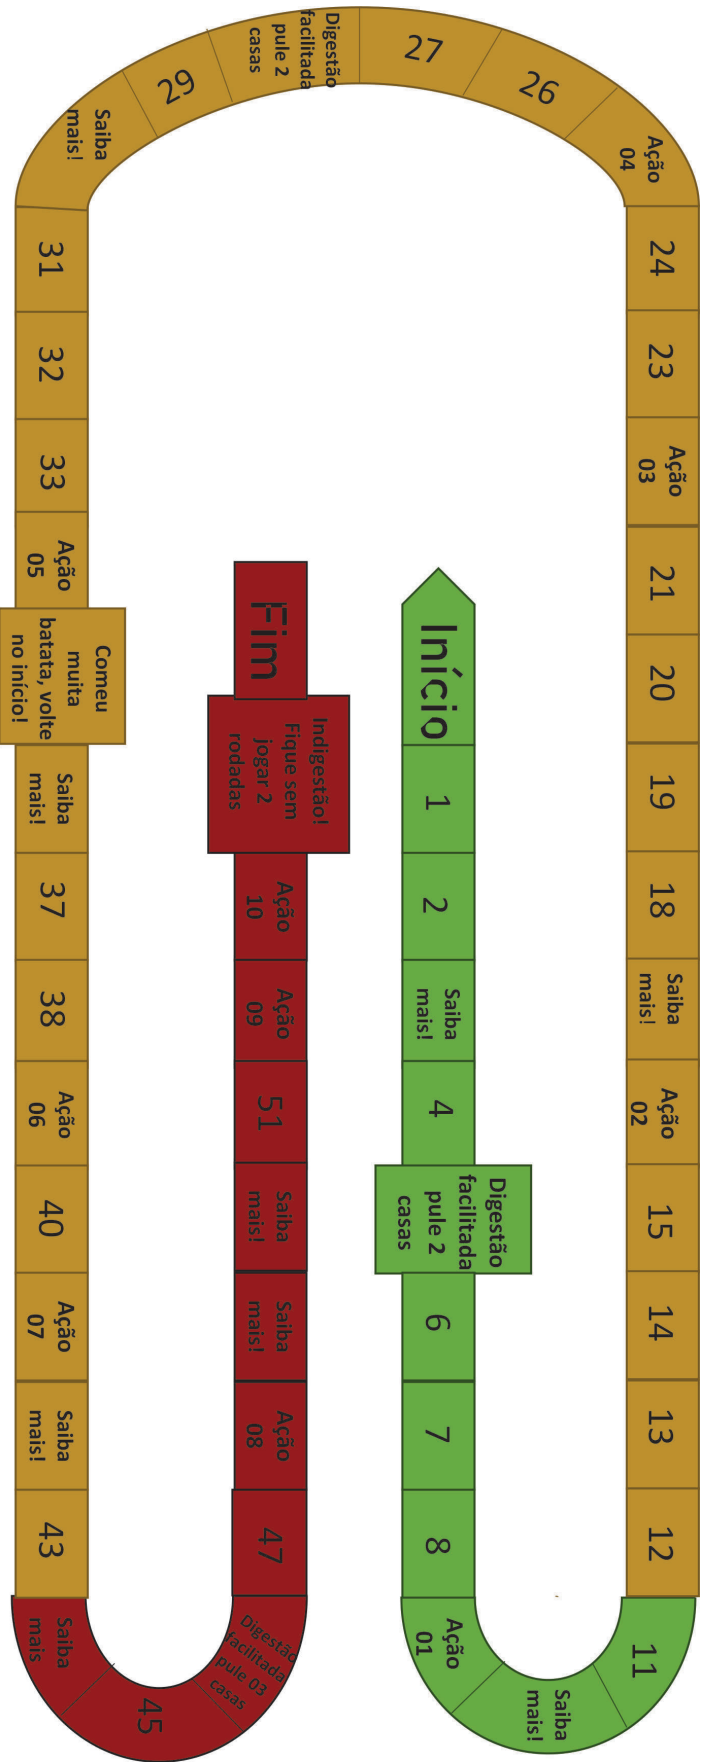 Início
1
2
Saiba
mais!
4
Digestão
facilitada
pule 2
casas
6
7
8
Ação
01
Saiba
mais!
11
12
13
14
15
Ação
02
Saiba
mais!
18
19
20
21
Ação
03
23
24
Ação
04
26
27
Digestão
facilitada
pule 2
casas
29
Saiba
mais!
31
32
33
Ação
05
Comeu
muita
batata, volte
no início!
Saiba
mais!
37
38
Ação
06
40
Ação
07
Saiba
mais!
43
Saiba
mais
45
Digestão
facilitada
pule 03
casas
47
Ação
08
Saiba
mais!
Saiba
mais!
51
Ação
09
Ação
10
Indigestão!
Fique sem
jogar 2
rodadas
Fim